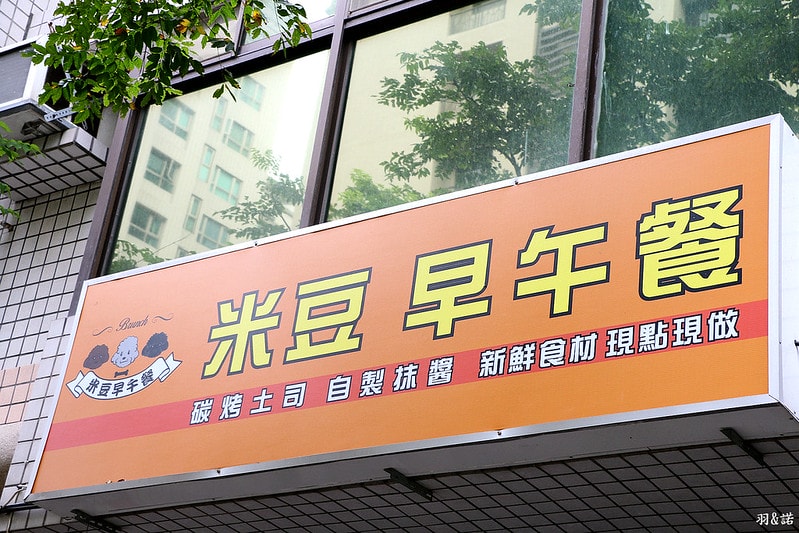 米豆 早午餐
Brunch
米豆早午餐
碳烤土司 自製抹醬 新鮮食材 現點現做
羽&諾